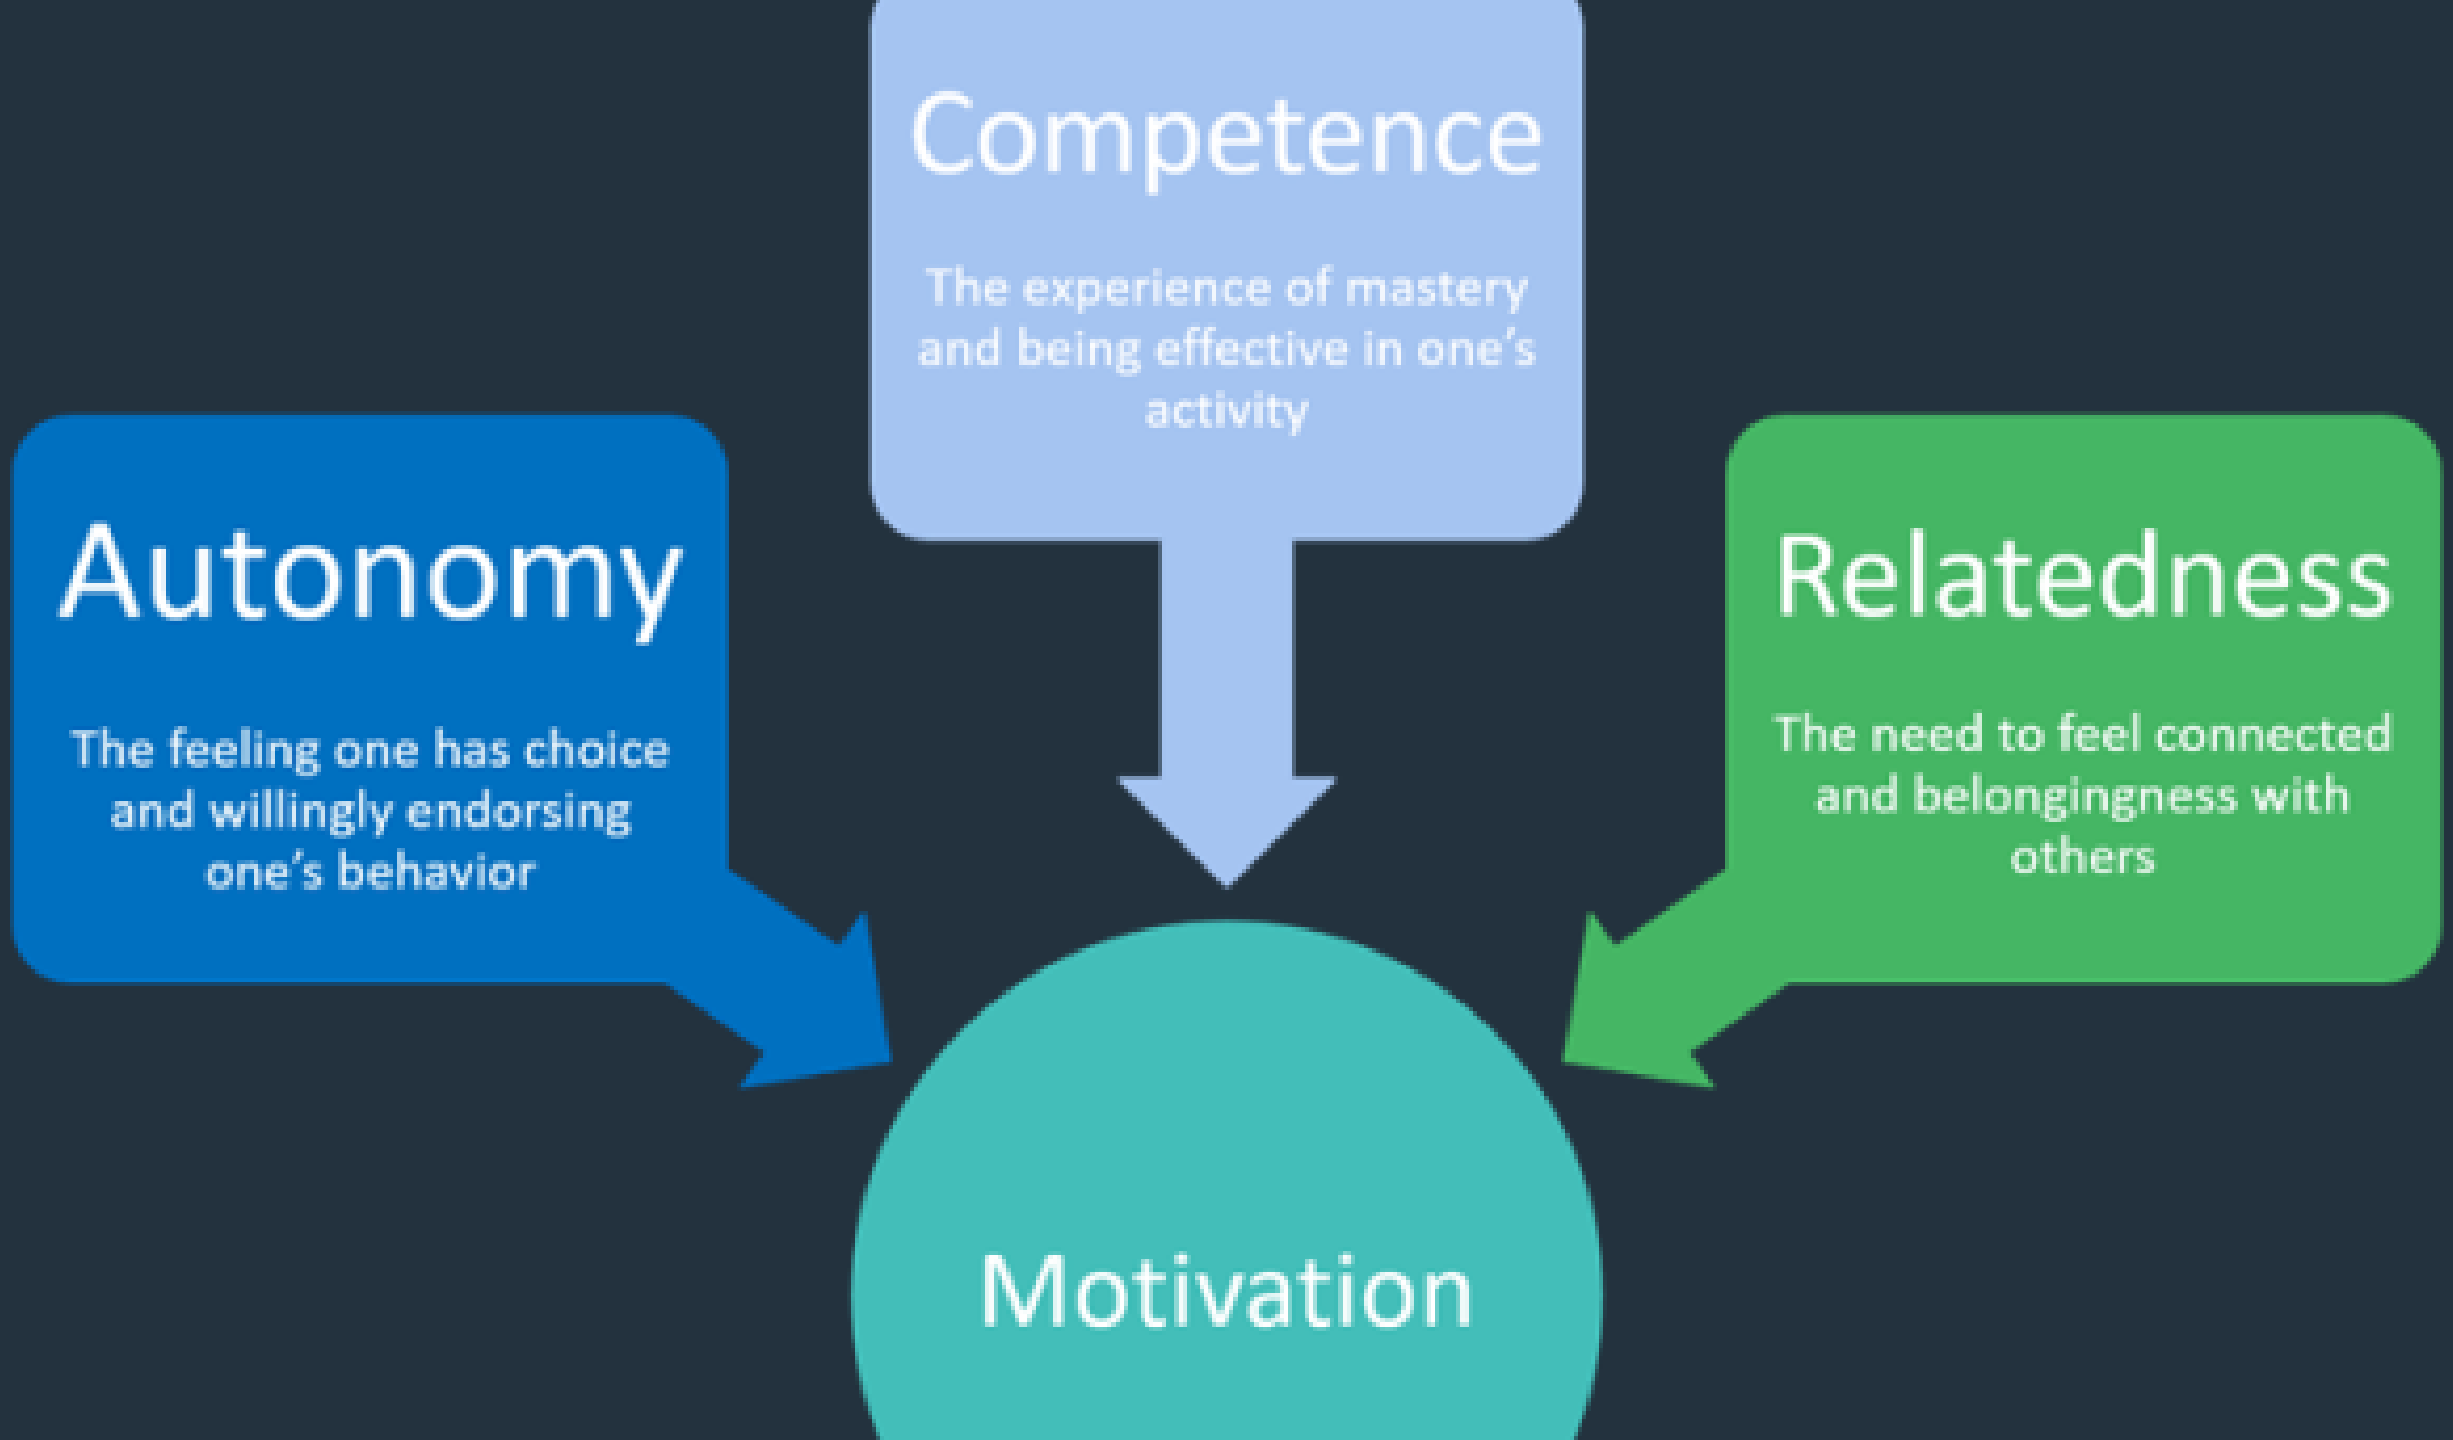 Competence
The experience of mastery
and being effective in one’s
activity
Autonomy
The feeling one has choice
and willingly endorsing
one’s behavior
Relatedness
The need to feel connected
and belongingness with
others
Motivation